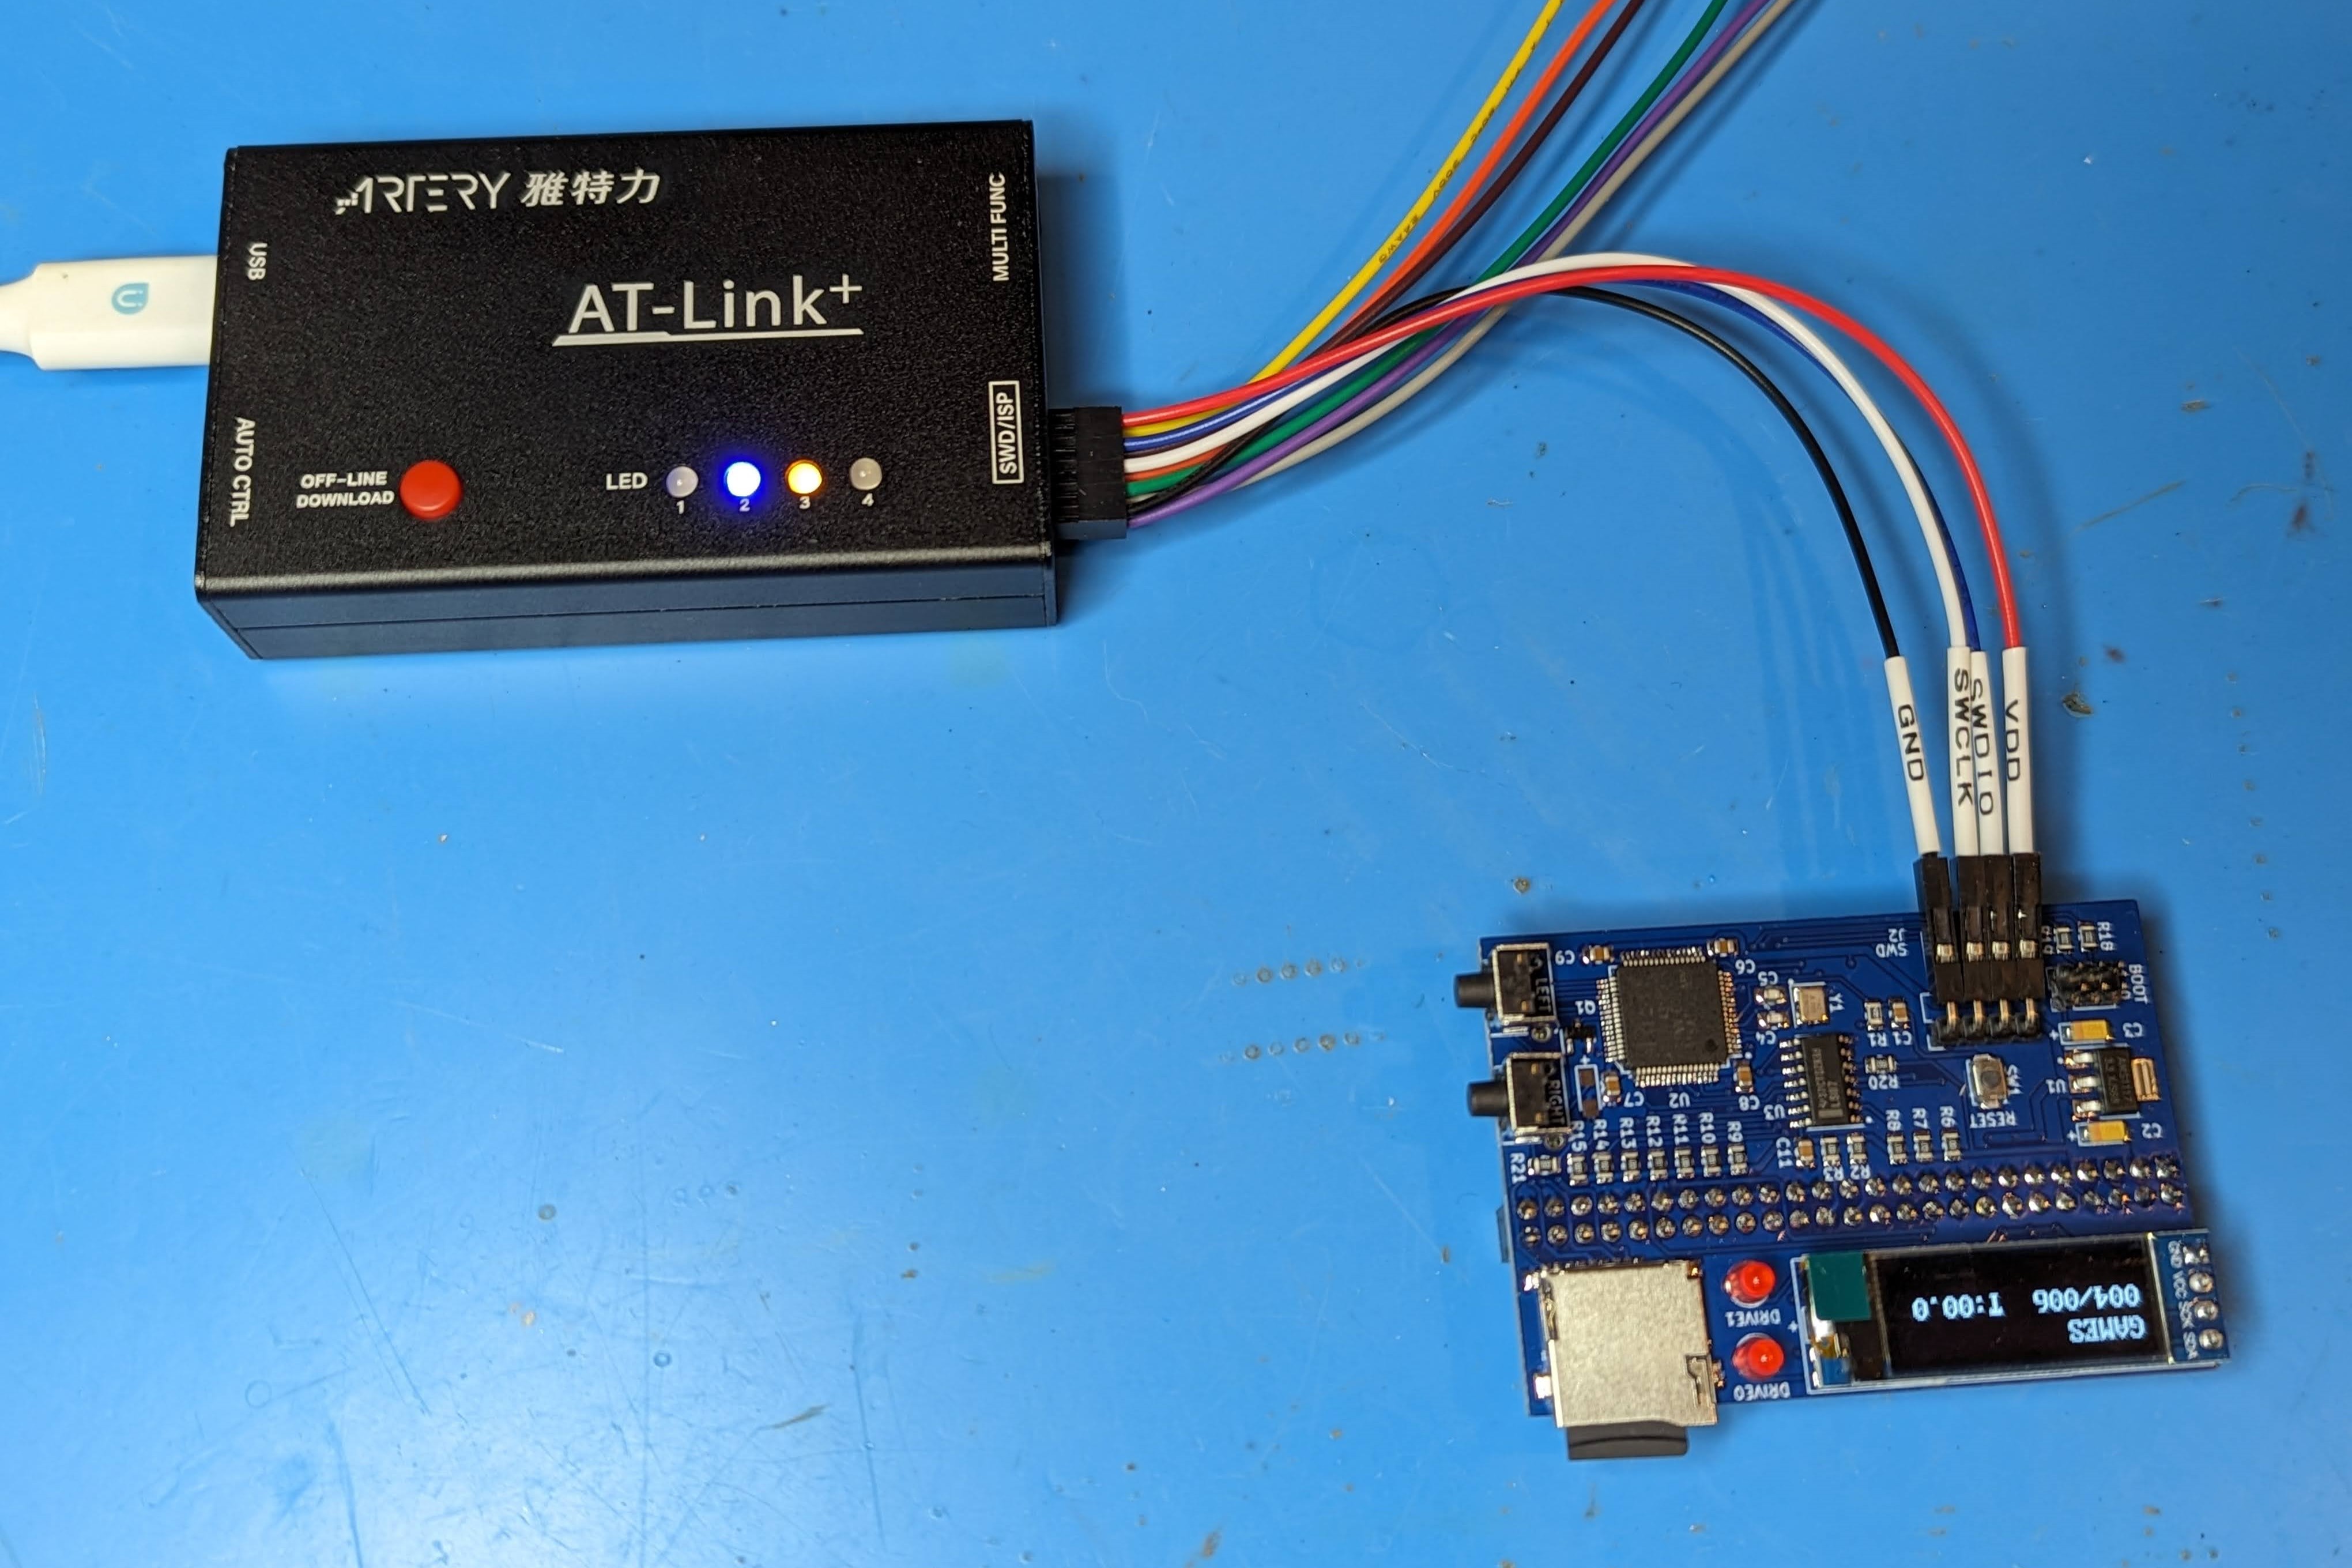 ARTERY 雅特力
USB
MULTI FUNC
AT-Link+
AUTO CTRL
OFF-LINE
DOWNLOAD
LED
1
2
3
4
SWD/ISP
GND
SWCLK
SWDIO
VDD
J2
SWD
R18
BOOT
C9
C6
C5
LEFT
Q1
Y1
C4
R1
C1
C3
R20
SW1
U1
RIGHT
C7
U2
C8
U3
RESET
C2
R21
R15
R14
R13
R12
R11
R10
R9
C11
R3
R2
R8
R7
R6
DRIVE1
DRIVE0
GAMES
004/006 T:00.0
GND VCC SCK SDA